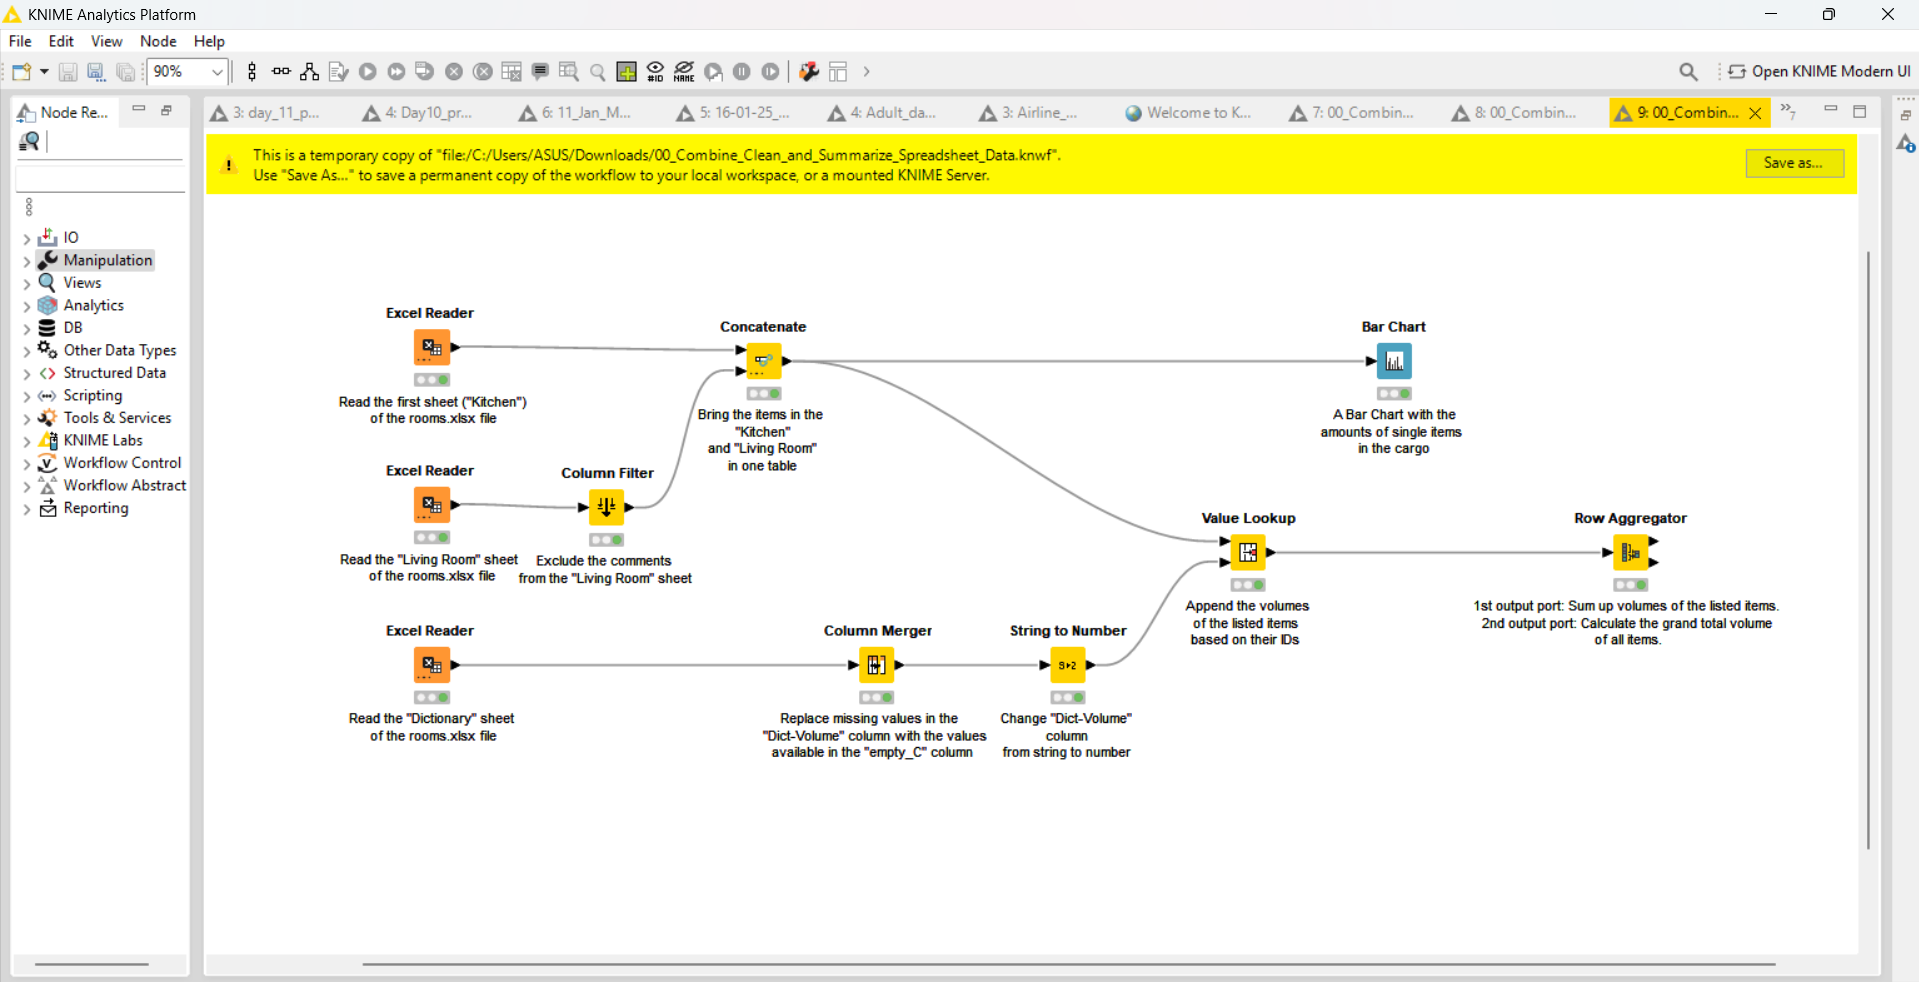 KNIME Analytics Platform
File Edit View Node Help
90%
#ID
NAME
Open KNIME Modern UI
Node Re...
3: day_11_p...
4: Day10_pr...
6: 11_Jan_M...
5: 16-01-25_...
4: Adult_da...
3: Airline_...
Welcome to K...
7: 00_Combin...
8: 00_Combin...
9: 00_Combin...
7
This is a temporary copy of "file:/C:/Users/ASUS/Downloads/00_Combine_Clean_and_Summarize_Spreadsheet_Data.knwf".
Use "Save As..." to save a permanent copy of the workflow to your local workspace, or a mounted KNIME Server.
Save as...
IO
Manipulation
Views
Analytics
DB
Other Data Types
Structured Data
Scripting
Tools & Services
KNIME Labs
Workflow Control
Workflow Abstract
Reporting
Excel Reader
Read the first sheet ("Kitchen")
of the rooms.xlsx file
Concatenate
Bring the items in the
"Kitchen"
and "Living Room"
in one table
Bar Chart
A Bar Chart with the
amounts of single items
in the cargo
Excel Reader
Read the "Living Room" sheet
of the rooms.xlsx file
Column Filter
Exclude the comments
from the "Living Room" sheet
Value Lookup
Append the volumes
of the listed items
based on their IDs
Row Aggregator
1st output port: Sum up volumes of the listed items.
2nd output port: Calculate the grand total volume
of all items.
Excel Reader
Read the "Dictionary" sheet
of the rooms.xlsx file
Column Merger
Replace missing values in the
"Dict-Volume" column with the values
available in the "empty_C" column
String to Number
S▸2
Change "Dict-Volume"
column
from string to number